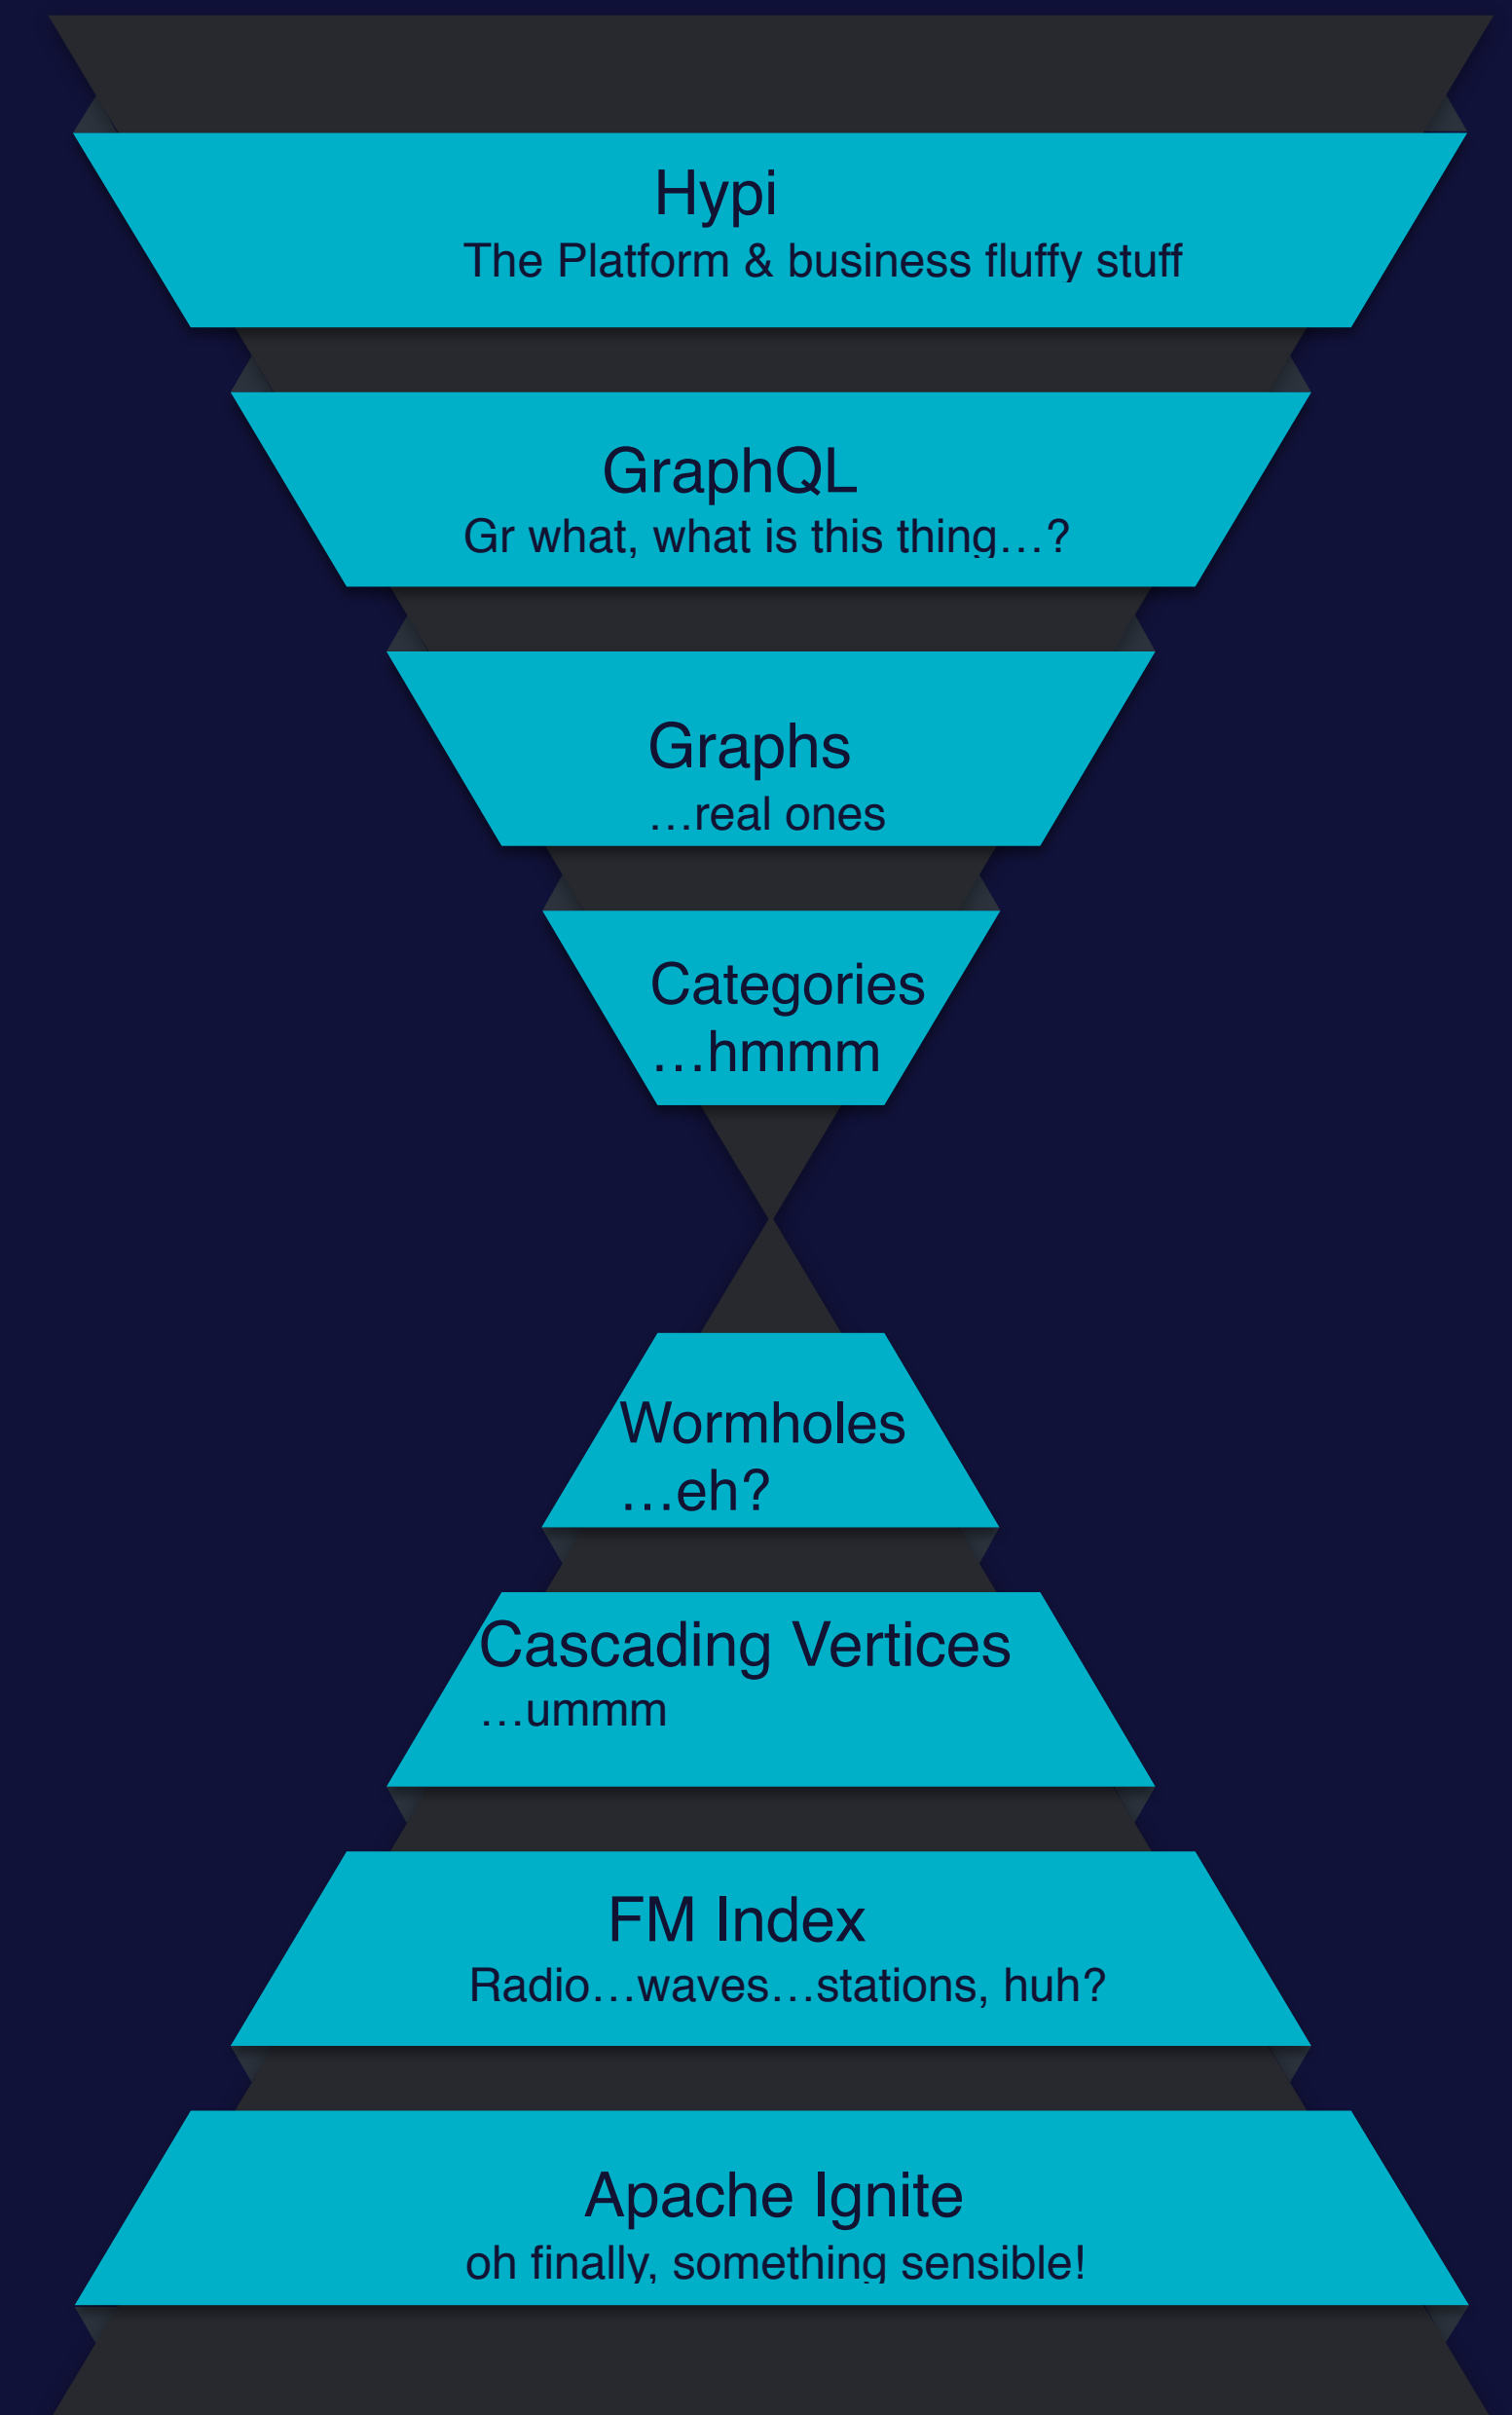 Hypi
The Platform & business fluffy stuff
GraphQL
Gr what, what is this thing…?
Graphs
…real ones
Categories
…hmmm
Wormholes
…eh?
Cascading Vertices
…ummm
FM Index
Radio…waves…stations, huh?
Apache Ignite
oh finally, something sensible!